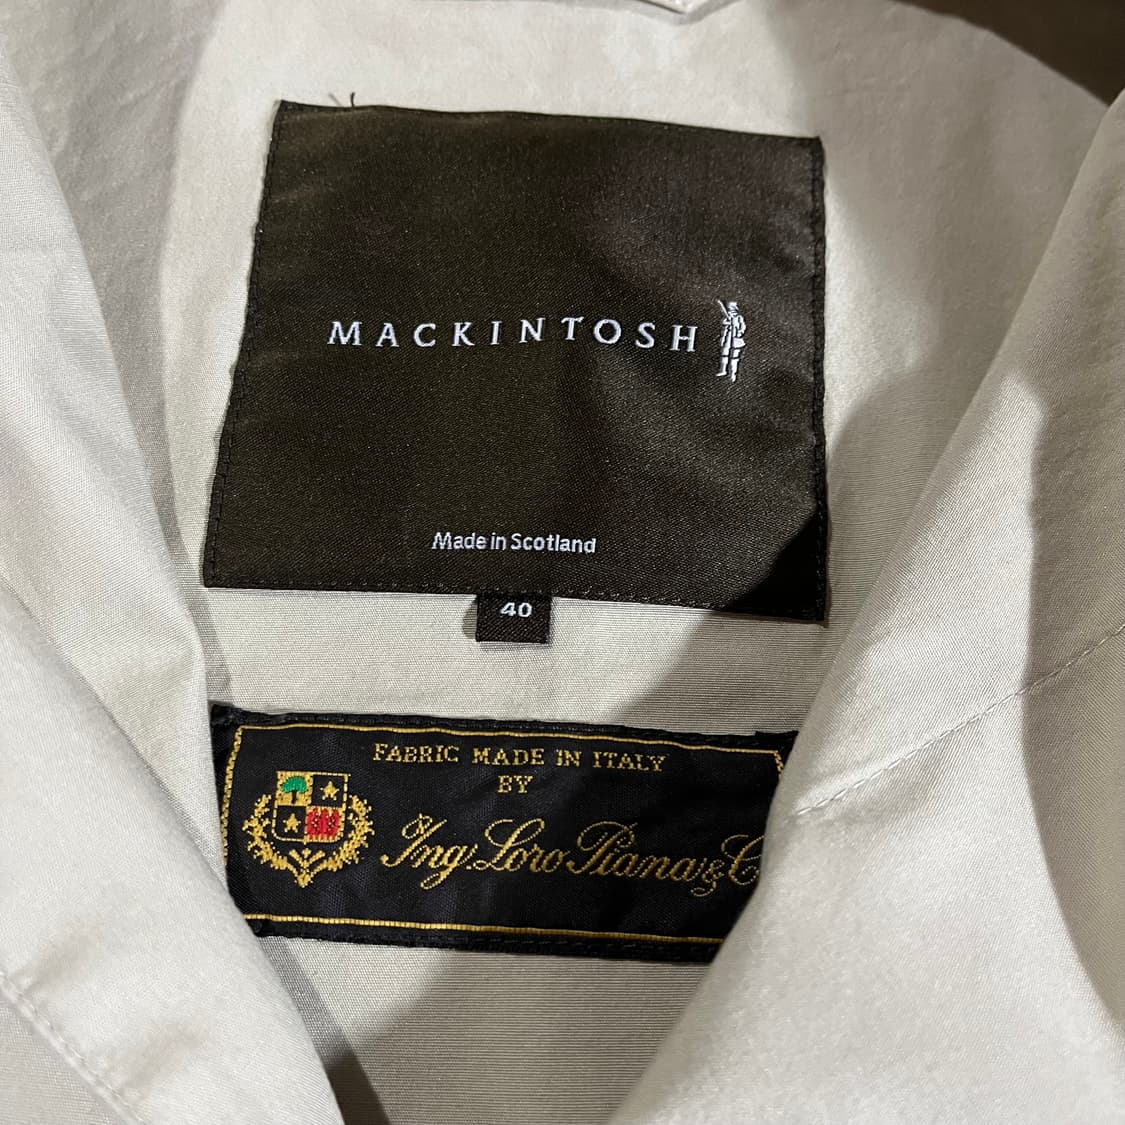 MACKINTOSH
Made in Scotland
40
FABRIC MADE IN ITALY
BY
Ing Loro Piana & C